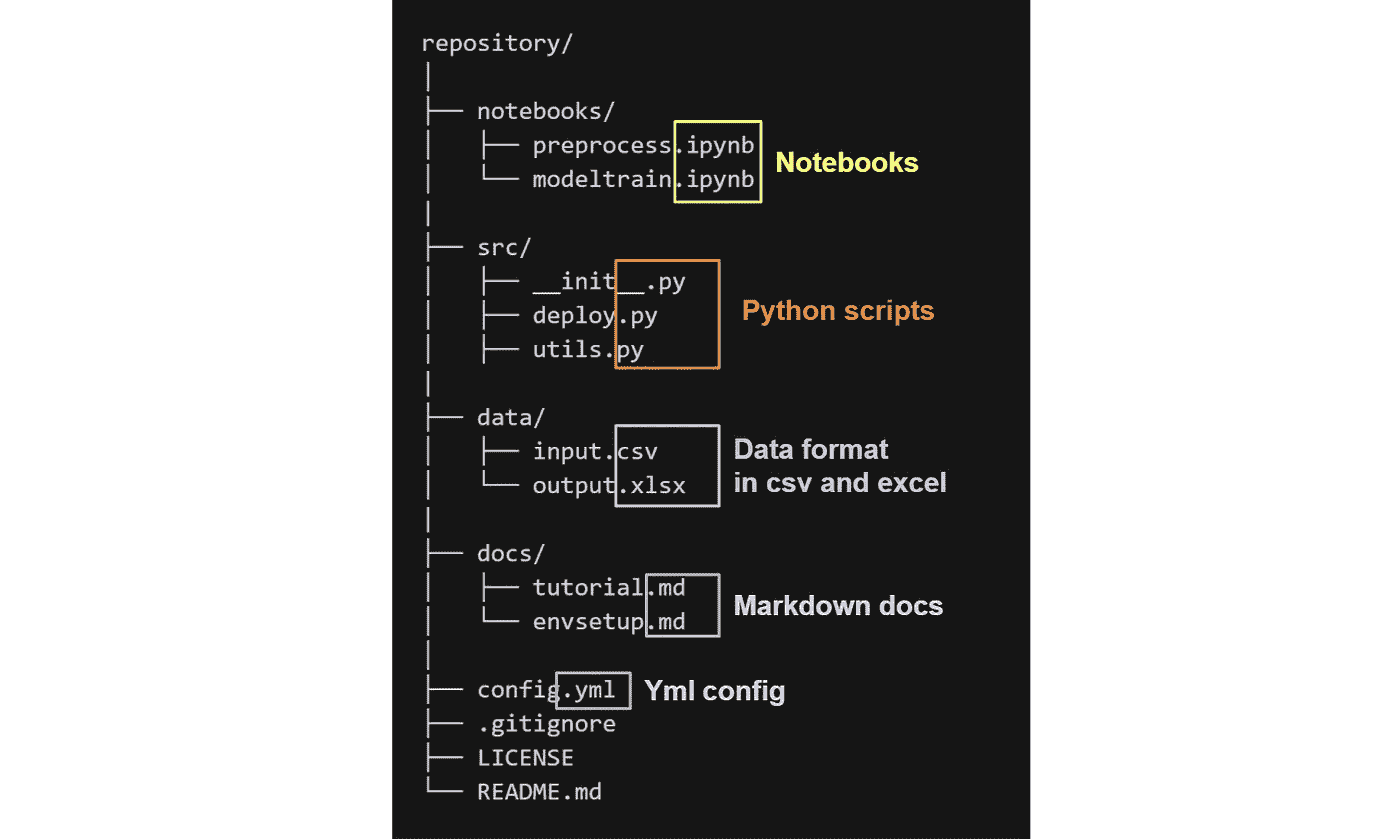 repository/
│
├── notebooks/
│   ├── preprocess.ipynb
│   └── modeltrain.ipynb
Notebooks
│
├── src/
│   ├── __init__.py
│   ├── deploy.py
│   ├── utils.py
Python scripts
│
├── data/
│   ├── input.csv
│   └── output.xlsx
Data format
in csv and excel
│
├── docs/
│   ├── tutorial.md
│   └── envsetup.md
Markdown docs
│
├── config.yml
Yml config
├── .gitignore
├── LICENSE
└── README.md